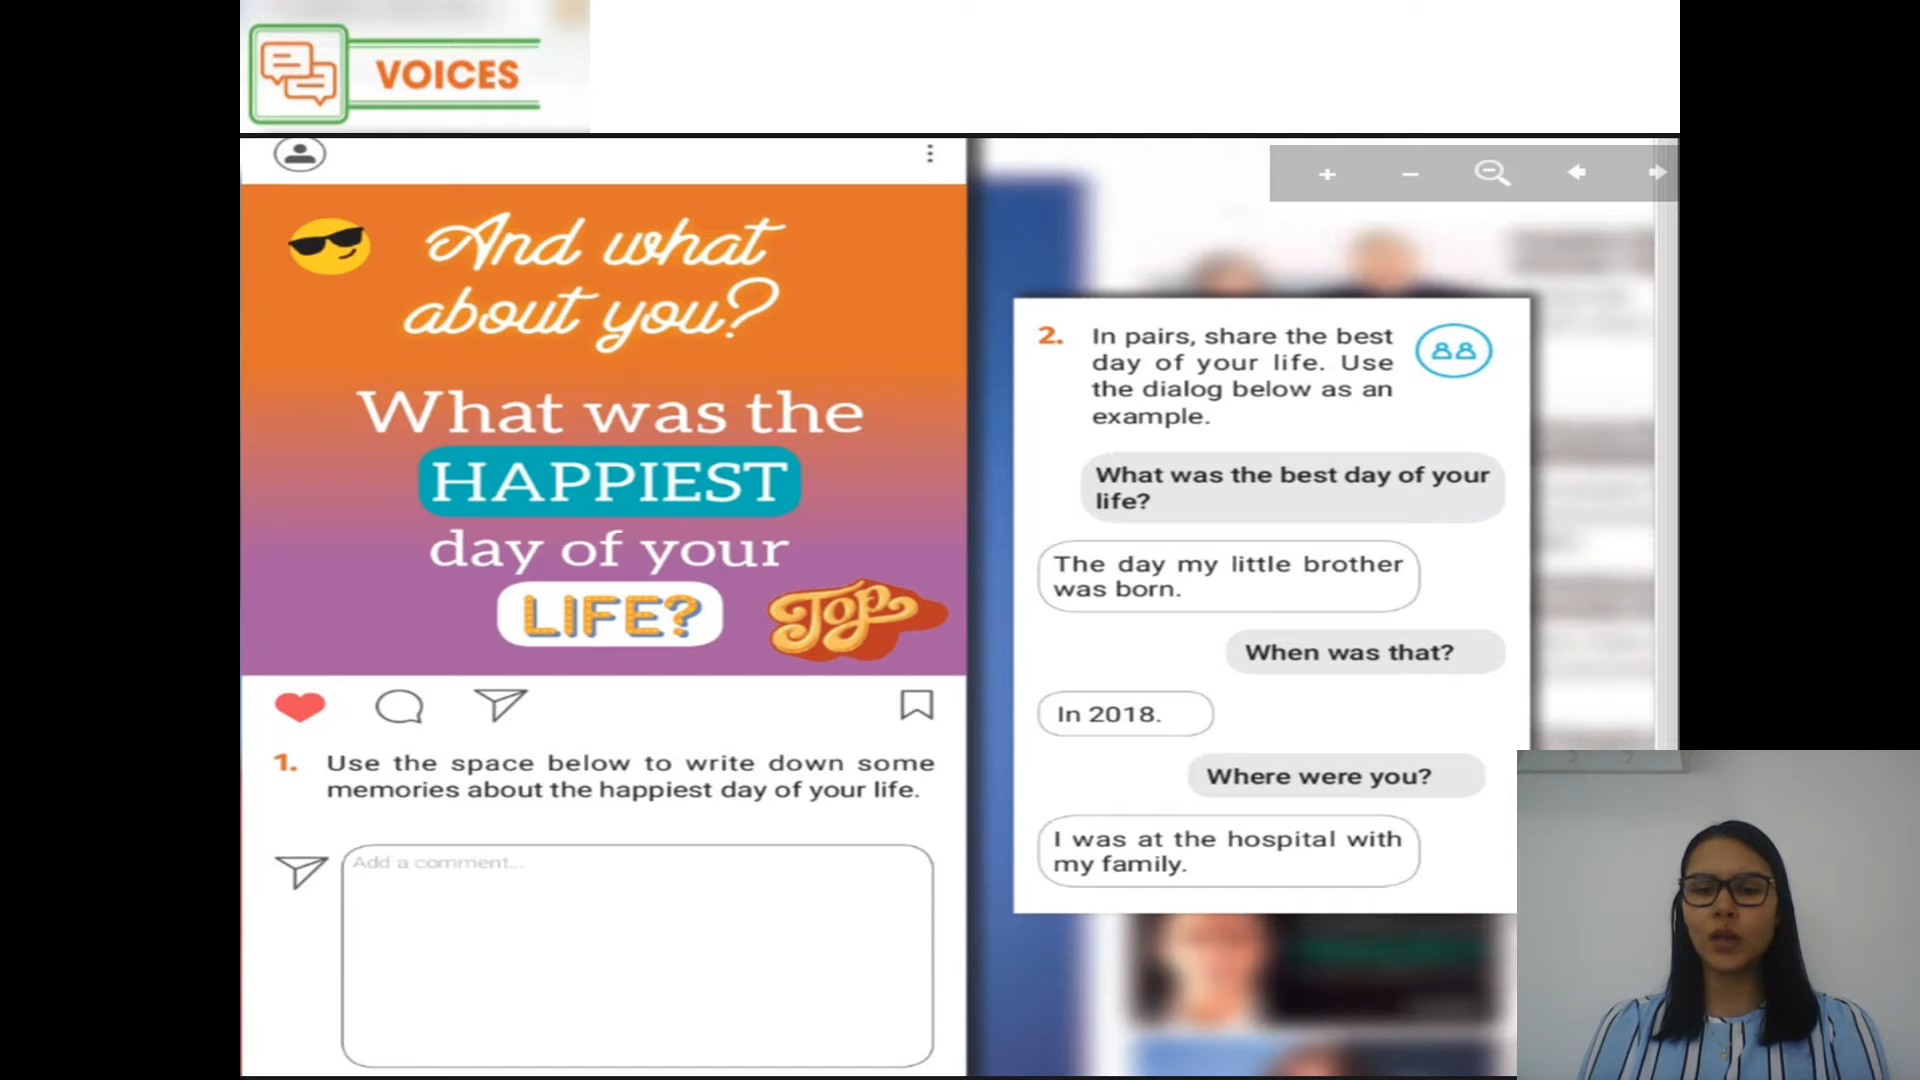 VOICES
And what
about you?
What was the
HAPPIEST
day of your
LIFE?
Top
1. Use the space below to write down some
memories about the happiest day of your life.
Add a comment...
2. In pairs, share the best
day of your life. Use
the dialog below as an
example.
What was the best day of your
life?
The day my little brother
was born.
When was that?
In 2018.
Where were you?
I was at the hospital with
my family.